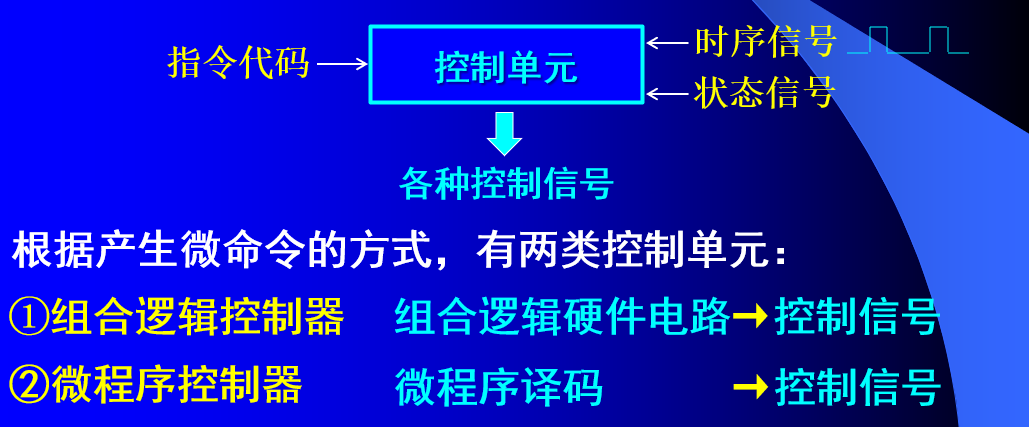 指令代码
控制单元
时序信号
状态信号
各种控制信号
根据产生微命令的方式，有两类控制单元：
①组合逻辑控制器 组合逻辑硬件电路→控制信号
②微程序控制器 微程序译码 →控制信号